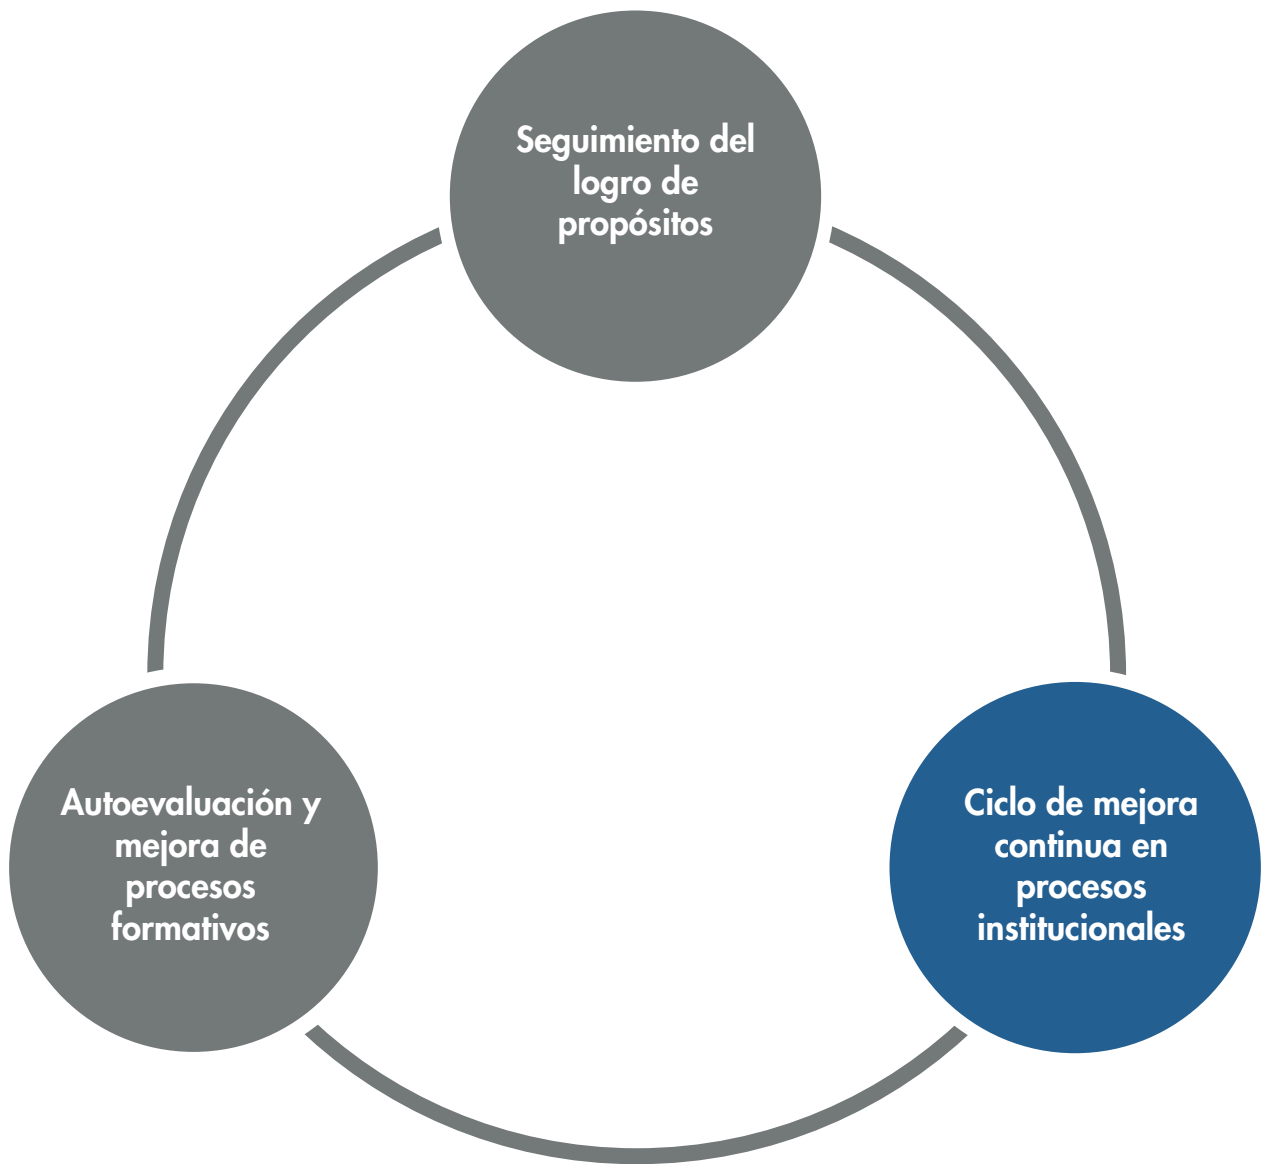 Seguimiento del
logro de
propósitos
Autoevaluación y
mejora de
procesos
formativos
Ciclo de mejora
continua en
procesos
institucionales